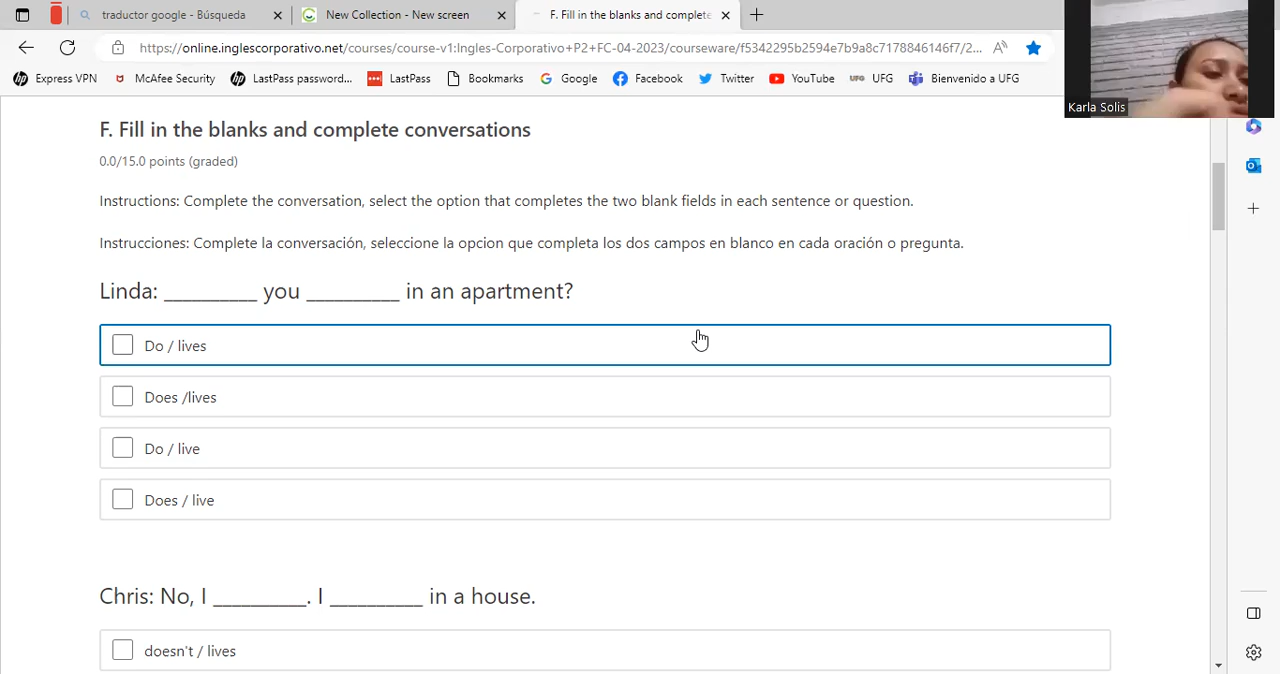 traductor google - Búsqueda
New Collection - New screen
F. Fill in the blanks and complete
https://online.inglescorporativo.net/courses/course-v1:Ingles-Corporativo+P2+FC-04-2023/courseware/f5342295b2594e7b9a8c7178846146f7/2...
Express VPN
McAfee Security
LastPass password...
LastPass
Bookmarks
Google
Facebook
Twitter
YouTube
UFG UFG
Bienvenido a UFG
Karla Solis
F. Fill in the blanks and complete conversations
0.0/15.0 points (graded)
Instructions: Complete the conversation, select the option that completes the two blank fields in each sentence or question.
Instrucciones: Complete la conversación, seleccione la opcion que completa los dos campos en blanco en cada oración o pregunta.
Linda: __________ you __________ in an apartment?
Do / lives
Does /lives
Do / live
Does / live
Chris: No, I __________. I __________ in a house.
doesn't / lives